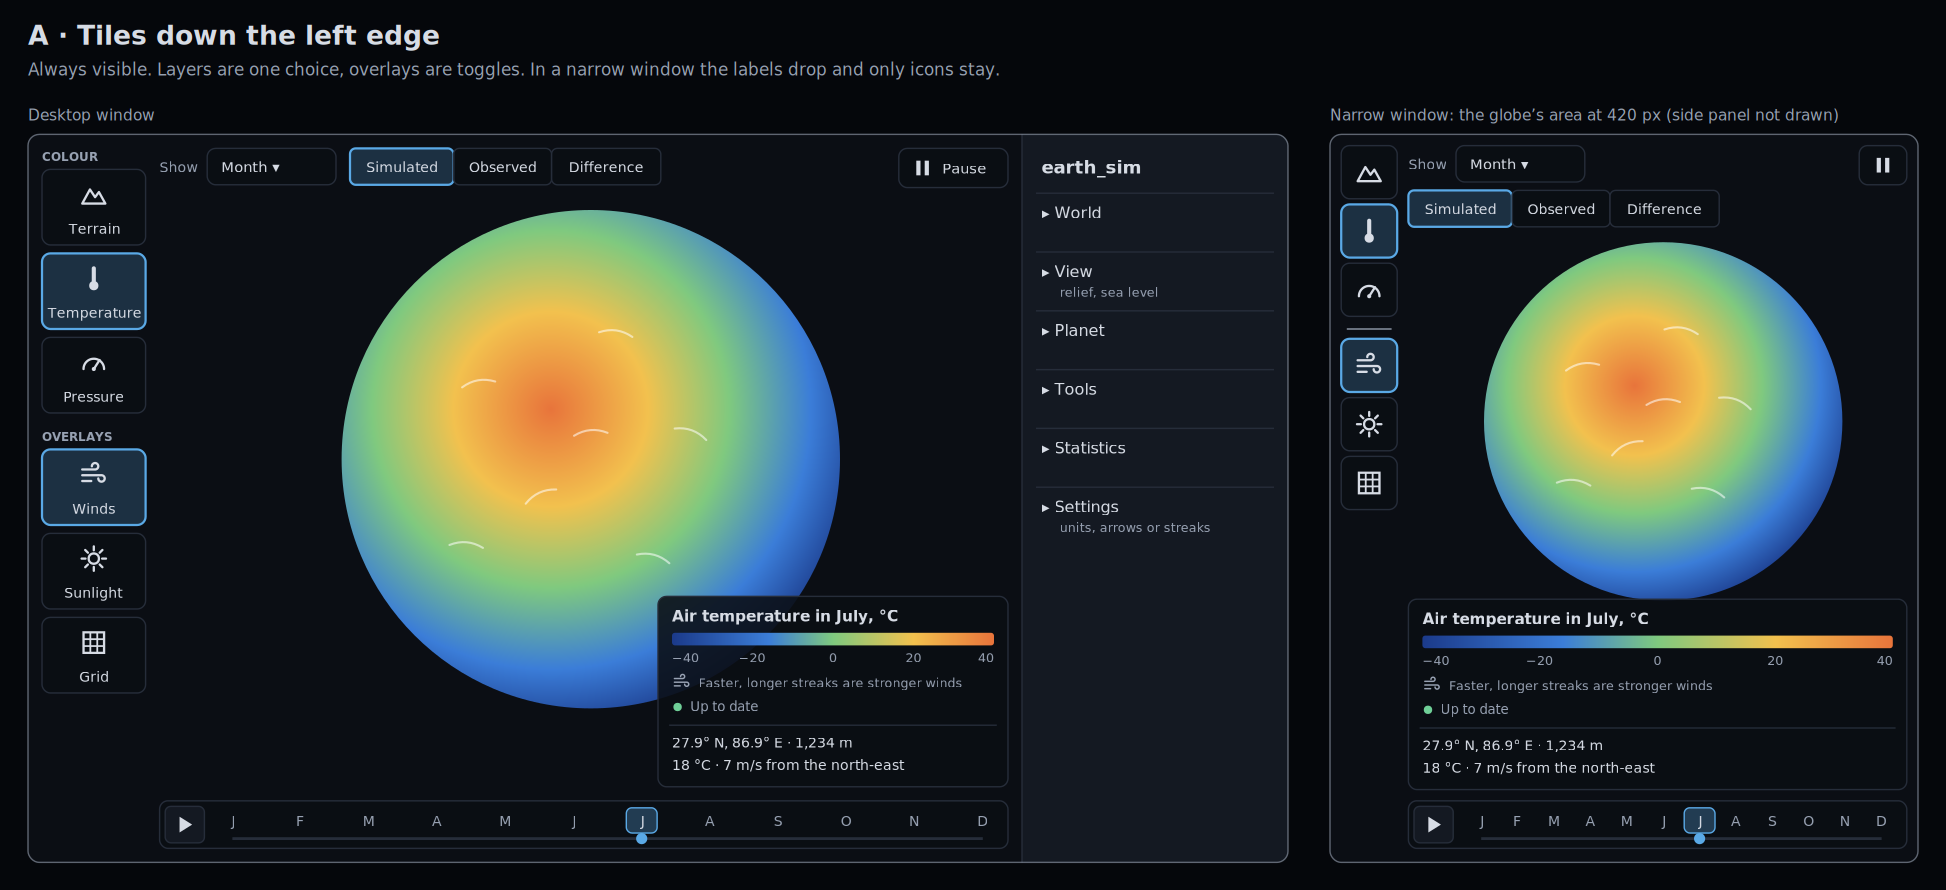 A · Tiles down the left edge
Always visible. Layers are one choice, overlays are toggles. In a narrow window the labels drop and only icons stay.
Desktop window
COLOUR
Terrain
Temperature
Pressure
OVERLAYS
Winds
Sunlight
Grid
Show Month ▾ Simulated Observed Difference Pause
Air temperature in July, °C
−40 −20 0 20 40
Faster, longer streaks are stronger winds
Up to date
27.9° N, 86.9° E · 1,234 m
18 °C · 7 m/s from the north-east
J F M A M J J A S O N D
earth_sim
▸ World
▸ View
relief, sea level
▸ Planet
▸ Tools
▸ Statistics
▸ Settings
units, arrows or streaks
Narrow window: the globe’s area at 420 px (side panel not drawn)
Show Month ▾
Simulated Observed Difference
Air temperature in July, °C
−40 −20 0 20 40
Faster, longer streaks are stronger winds
Up to date
27.9° N, 86.9° E · 1,234 m
18 °C · 7 m/s from the north-east
J F M A M J J A S O N D